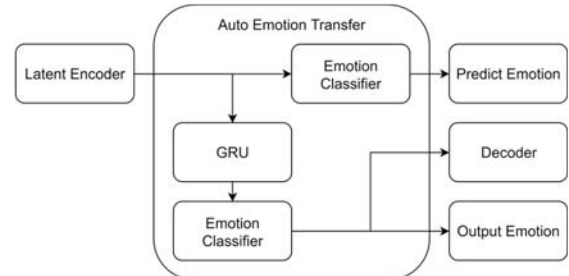 Auto Emotion Transfer
Latent Encoder
Emotion
Classifier
Predict Emotion
GRU
Decoder
Emotion
Classifier
Output Emotion